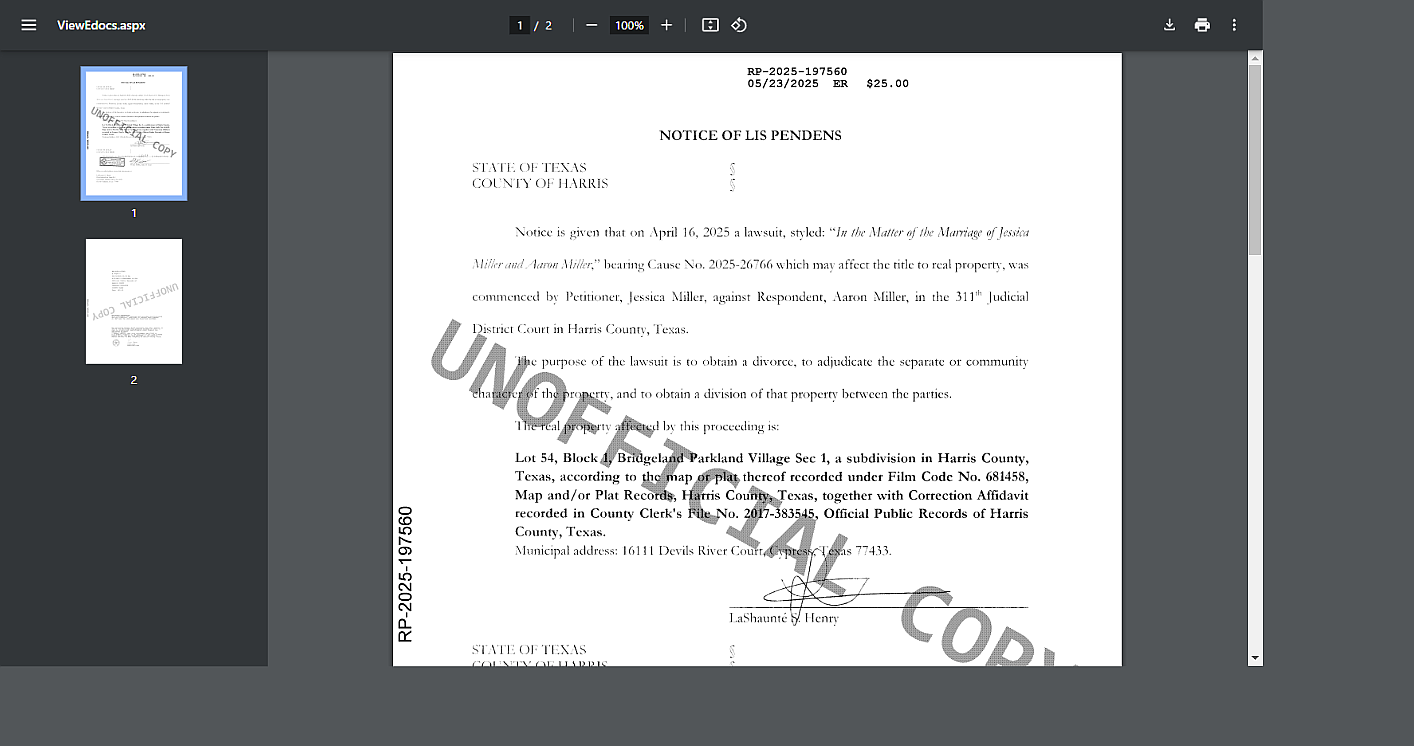 ViewEdocs.aspx
1 / 2
100%
1
2
RP-2025-197560
05/23/2025 ER $25.00
NOTICE OF LIS PENDENS
STATE OF TEXAS §
COUNTY OF HARRIS §
Notice is given that on April 16, 2025 a lawsuit, styled: “In the Matter of the Marriage of Jessica
Miller and Aaron Miller,” bearing Cause No. 2025-26766 which may affect the title to real property, was
commenced by Petitioner, Jessica Miller, against Respondent, Aaron Miller, in the 311th Judicial
District Court in Harris County, Texas.
The purpose of the lawsuit is to obtain a divorce, to adjudicate the separate or community
character of the property, and to obtain a division of that property between the parties.
The real property affected by this proceeding is:
Lot 54, Block 1, Bridgeland Parkland Village Sec 1, a subdivision in Harris County,
Texas, according to the map or plat thereof recorded under Film Code No. 681458,
Map and/or Plat Records, Harris County, Texas, together with Correction Affidavit
recorded in County Clerk's File No. 2017-383545, Official Public Records of Harris
County, Texas.
Municipal address: 16111 Devils River Court, Cypress, Texas 77433.
LaShaunté S. Henry
STATE OF TEXAS §
COUNTY OF HARRIS §
RP-2025-197560
UNOFFICIAL COPY
UNOFFICIAL COPY
UNOFFICIAL COPY